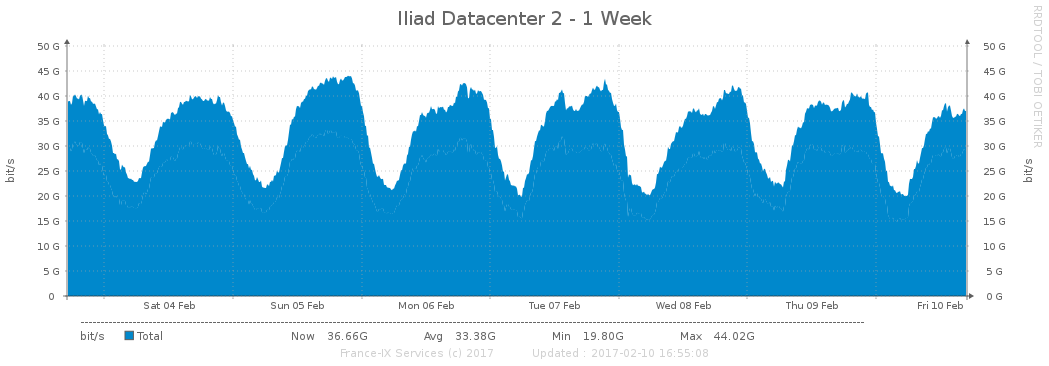 Iliad Datacenter 2 - 1 Week
RRDTOOL / TOBI OETIKER
bit/s
50 G 50 G
45 G 45 G
40 G 40 G
35 G 35 G
30 G 30 G
25 G 25 G
20 G 20 G
15 G 15 G
10 G 10 G
5 G 5 G
0 0 G
bit/s
Sat 04 Feb Sun 05 Feb Mon 06 Feb Tue 07 Feb Wed 08 Feb Thu 09 Feb Fri 10 Feb
bit/s Total Now 36.66G Avg 33.38G Min 19.80G Max 44.02G
France-IX Services (c) 2017 Updated : 2017-02-10 16:55:08